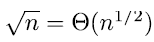 √n = Θ(n^{1/2})